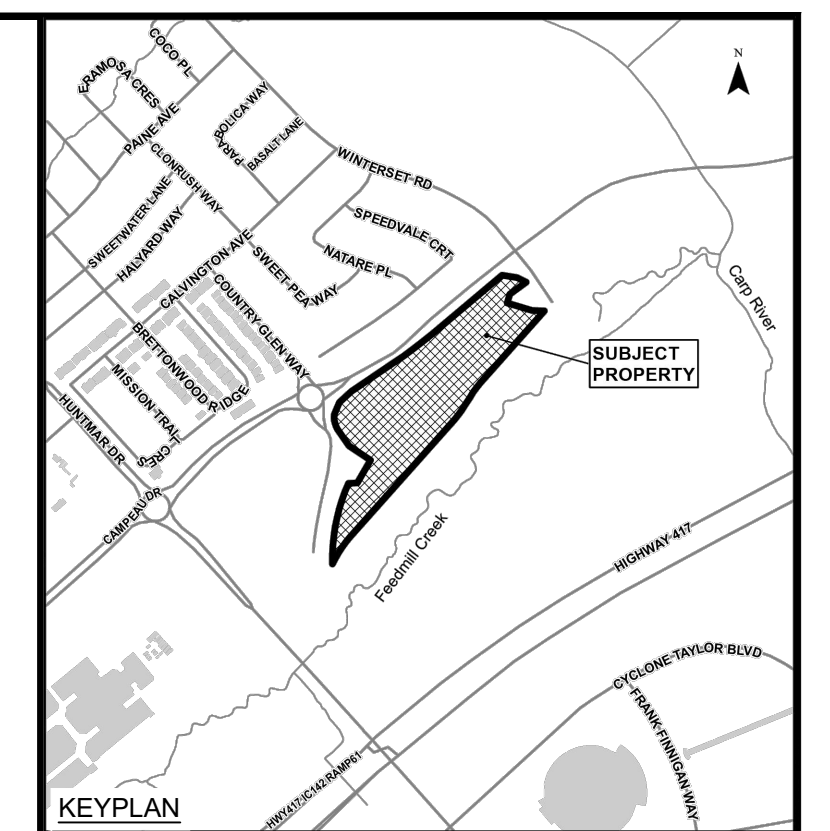 COCO PL
ERAMOSA CRES
PAINE AVE
N
PARABOLICA WAY
BASALT LANE
CLONRUSH WAY
WINTERSET RD
SWEETWATER LANE
HALYARD WAY
SPEEDVALE CRT
NATARE PL
CALVINGTON AVE
SWEET PEA WAY
COUNTRY GLEN WAY
Carp River
BRETTONWOOD RIDGE
SUBJECT
PROPERTY
MISSION TRAIL CRES
HUNTMAR DR
CAMPEAU DR
Feedmill Creek
HIGHWAY 417
CYCLONE TAYLOR BLVD
FRANK FINNIGAN WAY
HWY417 IC142 RAMP61
KEYPLAN